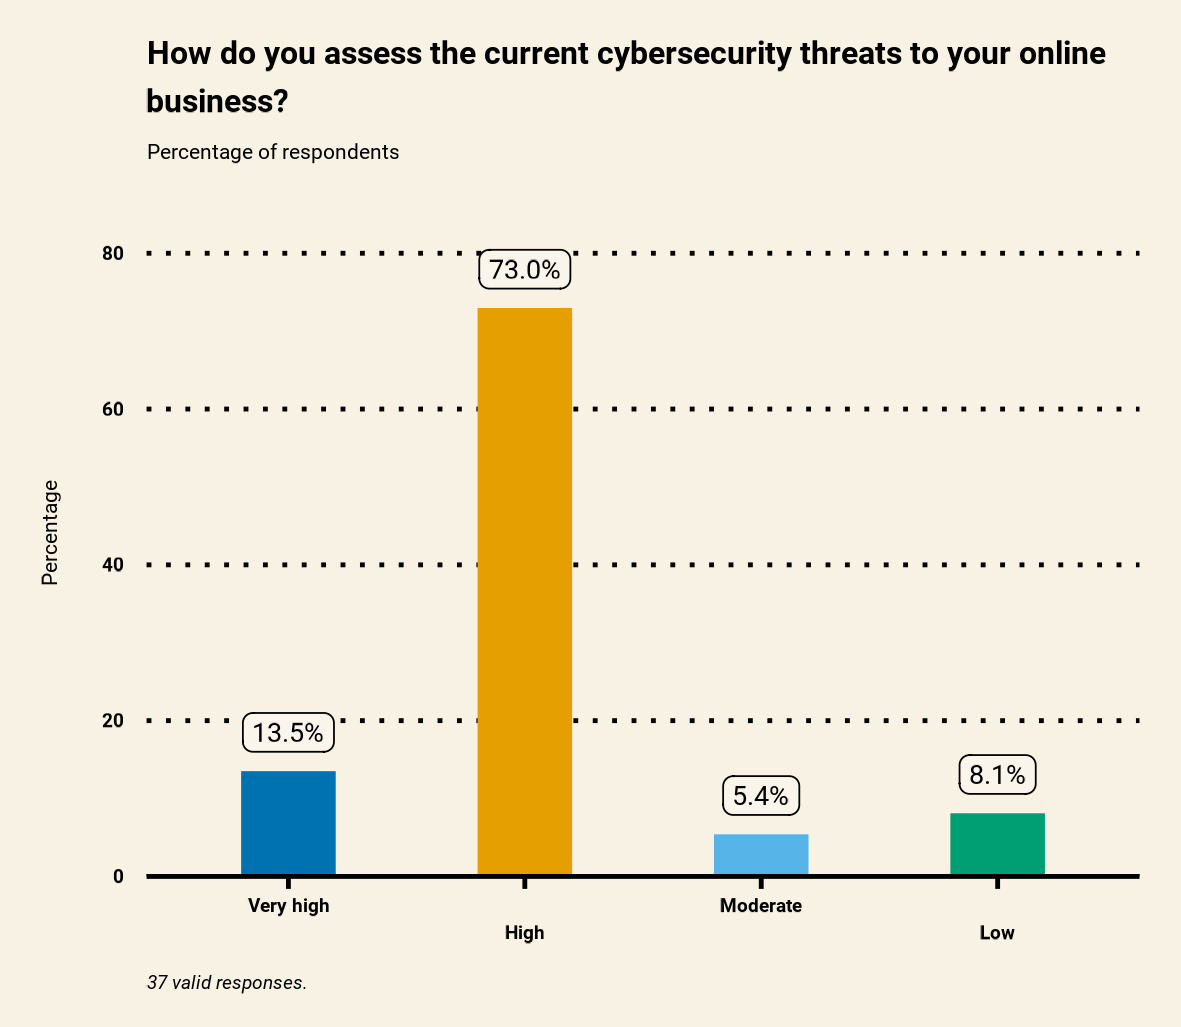 How do you assess the current cybersecurity threats to your online
business?
Percentage of respondents
80
73.0%
60
Percentage
40
20
13.5%
8.1%
5.4%
0
Very high
Moderate
High
Low
37 valid responses.